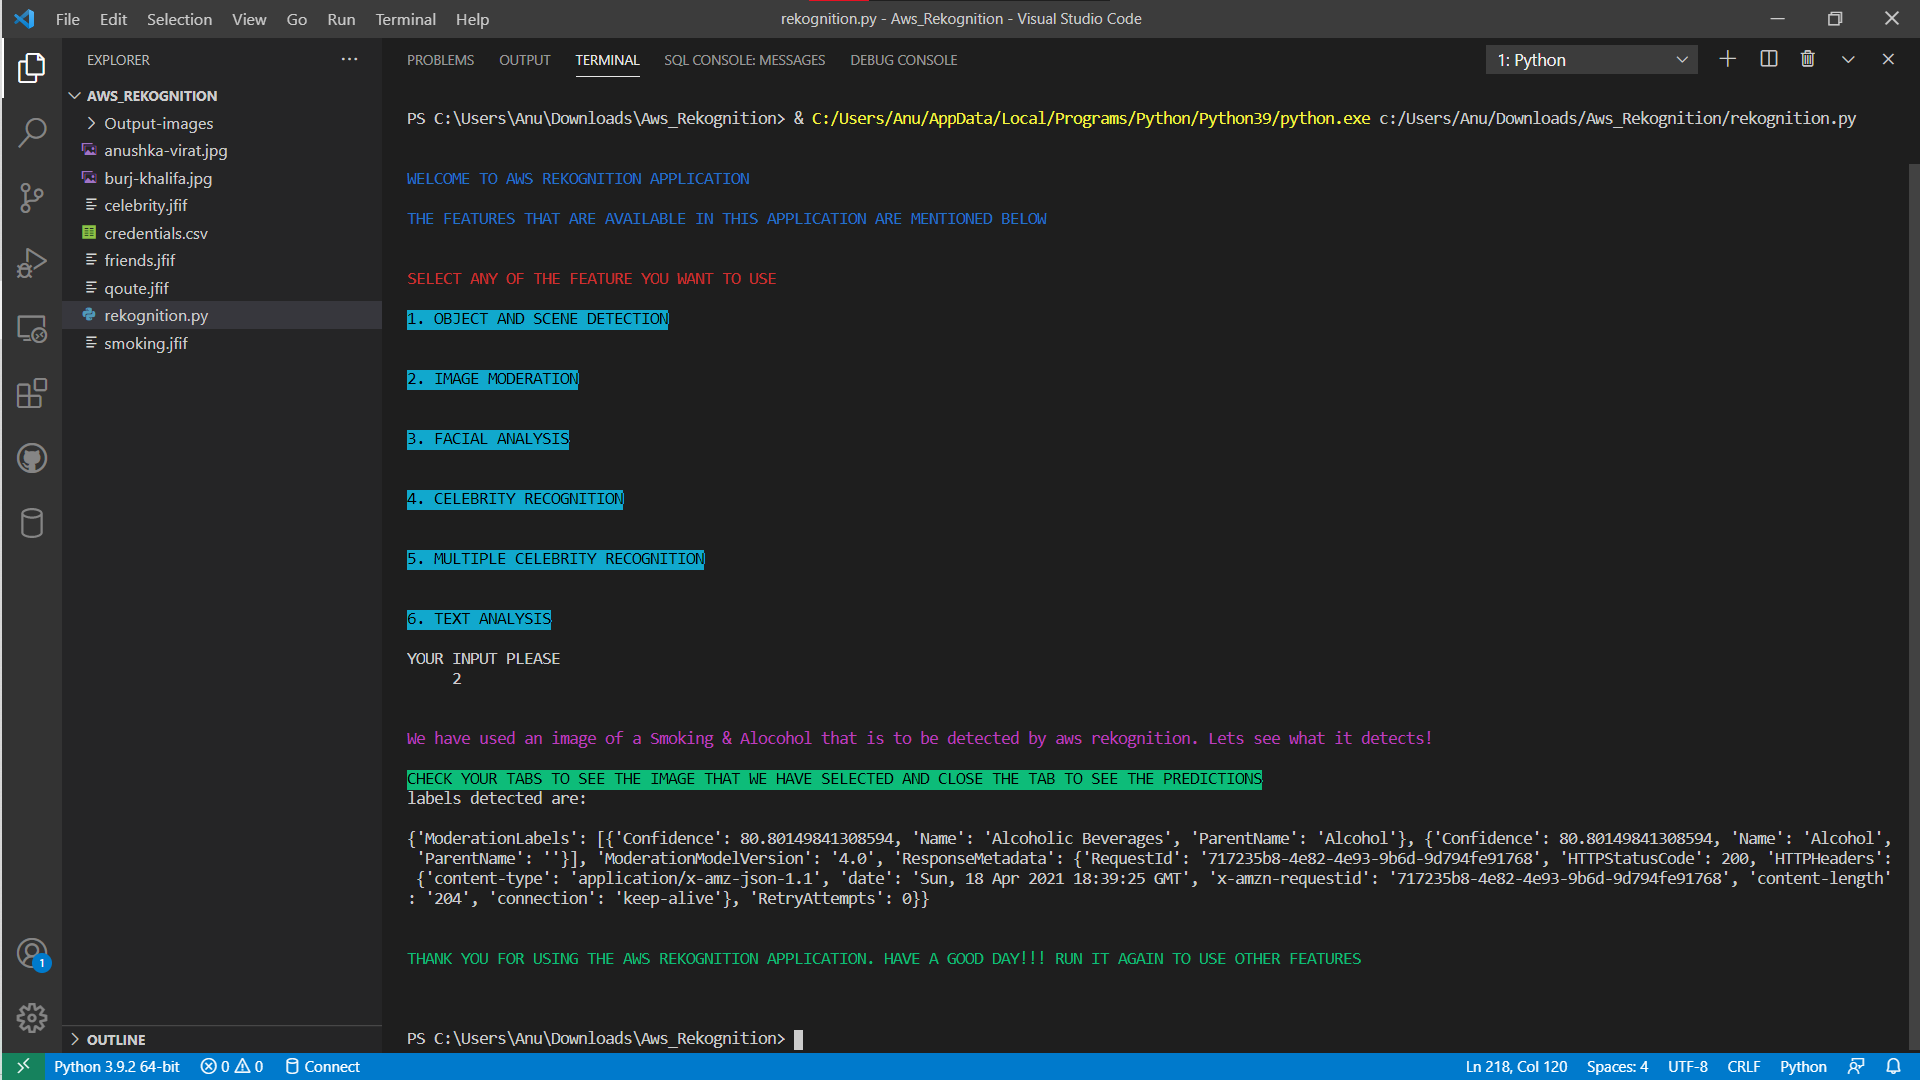 File Edit Selection View Go Run Terminal Help
rekognition.py - Aws_Rekognition - Visual Studio Code
EXPLORER
AWS_REKOGNITION
Output-images
anushka-virat.jpg
burj-khalifa.jpg
celebrity.jfif
credentials.csv
friends.jfif
qoute.jfif
rekognition.py
smoking.jfif
OUTLINE
PROBLEMS OUTPUT TERMINAL SQL CONSOLE: MESSAGES DEBUG CONSOLE
1: Python
PS C:\Users\Anu\Downloads\Aws_Rekognition> & C:/Users/Anu/AppData/Local/Programs/Python/Python39/python.exe c:/Users/Anu/Downloads/Aws_Rekognition/rekognition.py
WELCOME TO AWS REKOGNITION APPLICATION
THE FEATURES THAT ARE AVAILABLE IN THIS APPLICATION ARE MENTIONED BELOW
SELECT ANY OF THE FEATURE YOU WANT TO USE
1. OBJECT AND SCENE DETECTION
2. IMAGE MODERATION
3. FACIAL ANALYSIS
4. CELEBRITY RECOGNITION
5. MULTIPLE CELEBRITY RECOGNITION
6. TEXT ANALYSIS
YOUR INPUT PLEASE
2
We have used an image of a Smoking & Alocohol that is to be detected by aws rekognition. Lets see what it detects!
CHECK YOUR TABS TO SEE THE IMAGE THAT WE HAVE SELECTED AND CLOSE THE TAB TO SEE THE PREDICTIONS
labels detected are:
{'ModerationLabels': [{'Confidence': 80.80149841308594, 'Name': 'Alcoholic Beverages', 'ParentName': 'Alcohol'}, {'Confidence': 80.80149841308594, 'Name': 'Alcohol',
'ParentName': ''}], 'ModerationModelVersion': '4.0', 'ResponseMetadata': {'RequestId': '717235b8-4e82-4e93-9b6d-9d794fe91768', 'HTTPStatusCode': 200, 'HTTPHeaders':
{'content-type': 'application/x-amz-json-1.1', 'date': 'Sun, 18 Apr 2021 18:39:25 GMT', 'x-amzn-requestid': '717235b8-4e82-4e93-9b6d-9d794fe91768', 'content-length'
: '204', 'connection': 'keep-alive'}, 'RetryAttempts': 0}}
THANK YOU FOR USING THE AWS REKOGNITION APPLICATION. HAVE A GOOD DAY!!! RUN IT AGAIN TO USE OTHER FEATURES
PS C:\Users\Anu\Downloads\Aws_Rekognition>
1
Python 3.9.2 64-bit 0 0 Connect
Ln 218, Col 120 Spaces: 4 UTF-8 CRLF Python